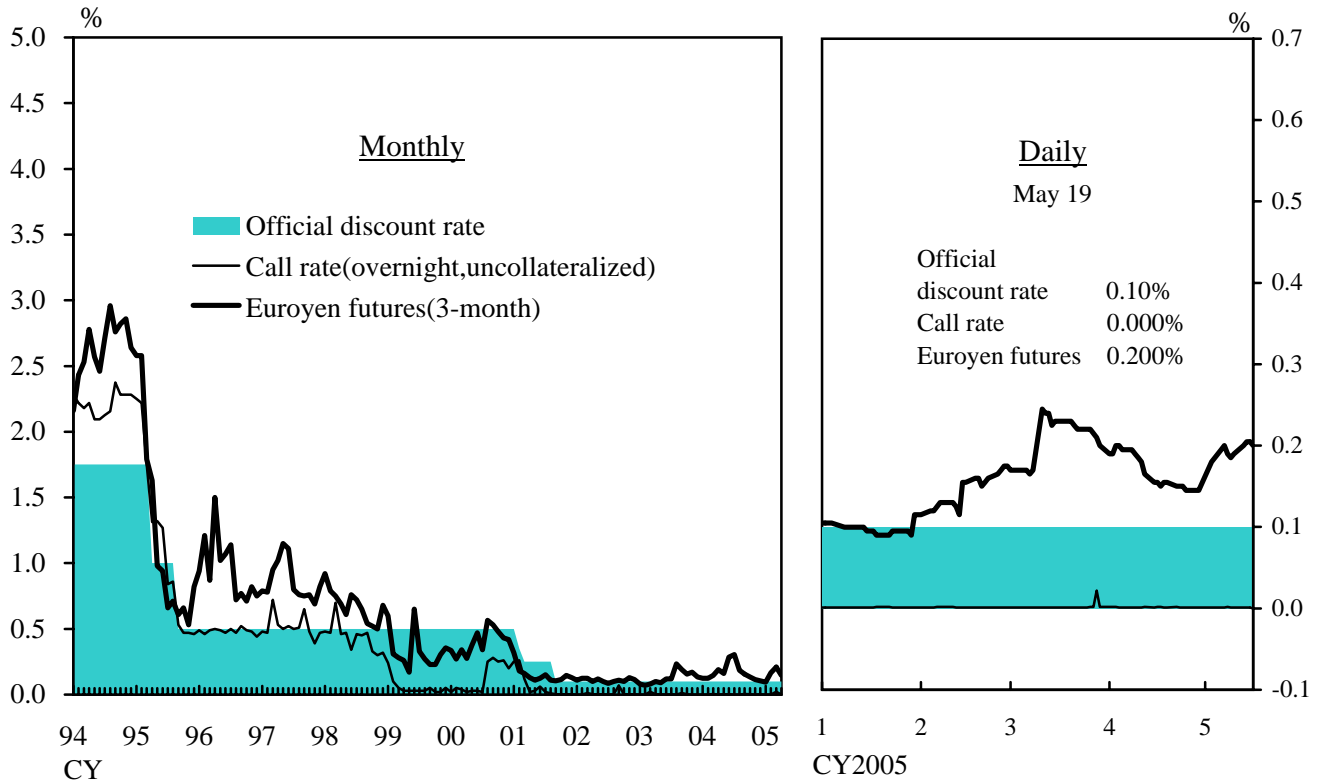 %
5.0
4.5
4.0
3.5
3.0
2.5
2.0
1.5
1.0
0.5
0.0
Monthly
Official discount rate
Call rate(overnight,uncollateralized)
Euroyen futures(3-month)
94 95 96 97 98 99 00 01 02 03 04 05
CY
%
0.7
0.6
0.5
0.4
0.3
0.2
0.1
0.0
-0.1
Daily
May 19
Official
discount rate 0.10%
Call rate 0.000%
Euroyen futures 0.200%
1 2 3 4 5
CY2005